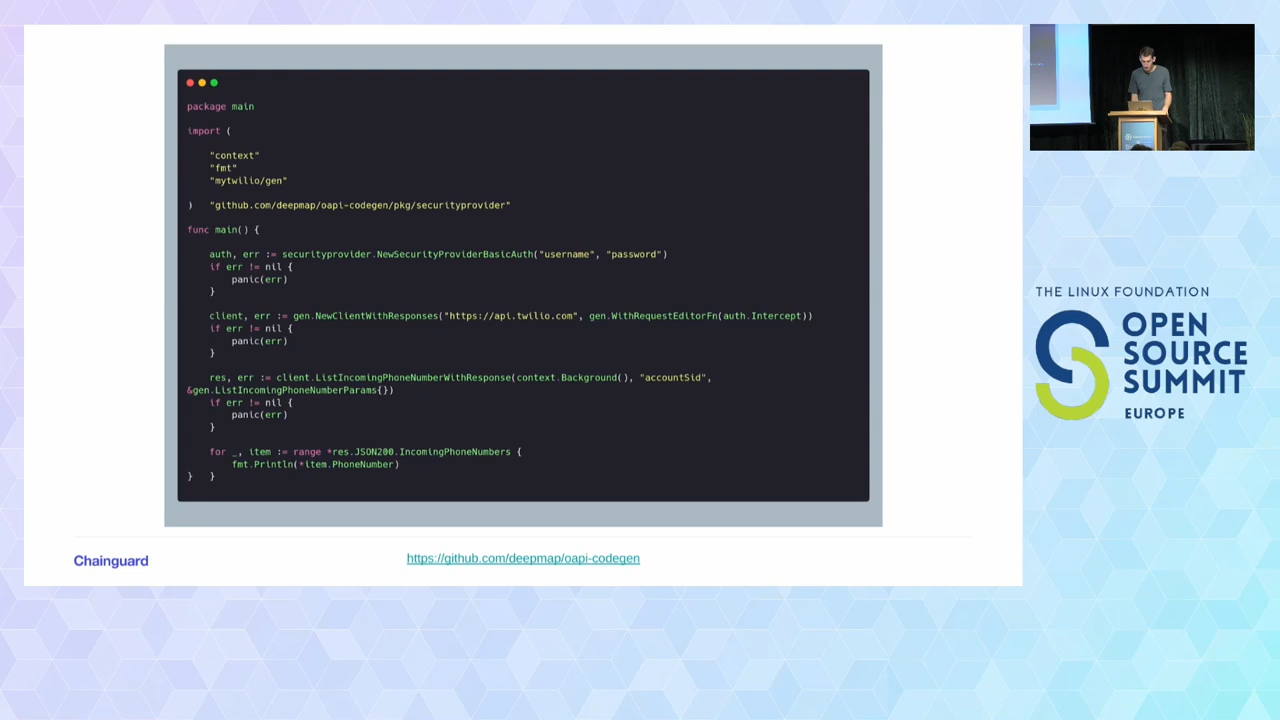 package main
import (
"context"
"fmt"
"mytwilio/gen"
) "github.com/deepmap/oapi-codegen/pkg/securityprovider"
func main() {
auth, err := securityprovider.NewSecurityProviderBasicAuth("username", "password")
if err != nil {
panic(err)
}
client, err := gen.NewClientWithResponses("https://api.twilio.com", gen.WithRequestEditorFn(auth.Intercept))
if err != nil {
panic(err)
}
res, err := client.ListIncomingPhoneNumberWithResponse(context.Background(), "accountSid",
&gen.ListIncomingPhoneNumberParams{})
if err != nil {
panic(err)
}
for _, item := range *res.JSON200.IncomingPhoneNumbers {
fmt.Println(*item.PhoneNumber)
} }
Chainguard
https://github.com/deepmap/oapi-codegen
THE LINUX FOUNDATION
OPEN
SOURCE
SUMMIT
EUROPE